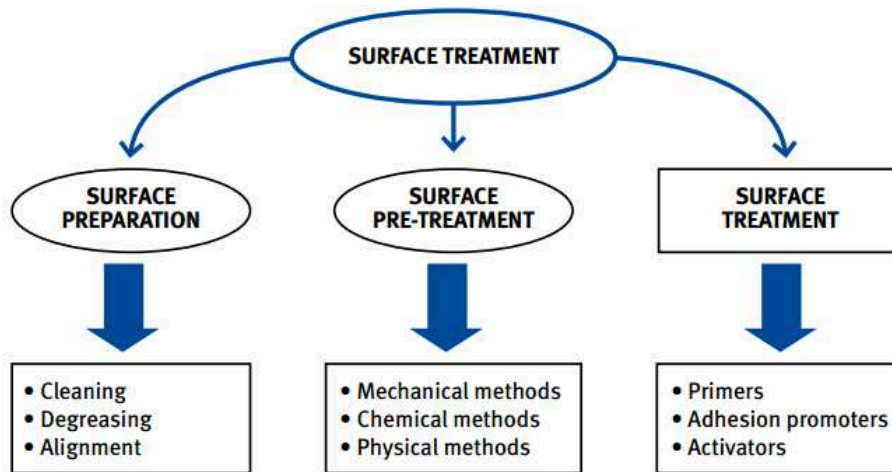 SURFACE TREATMENT
SURFACE
PREPARATION
• Cleaning
• Degreasing
• Alignment
SURFACE
PRE-TREATMENT
• Mechanical methods
• Chemical methods
• Physical methods
SURFACE
TREATMENT
• Primers
• Adhesion promoters
• Activators